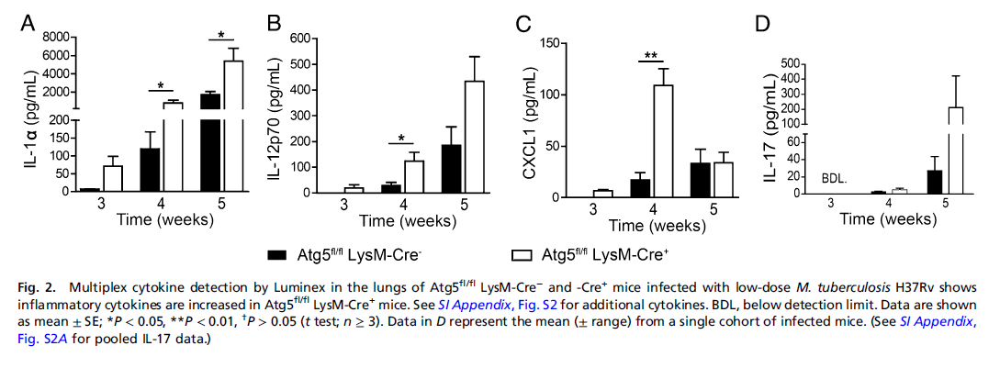 A
IL-1α (pg/mL)
8000
6000
4000
2000
200
150
100
50
0
*
*
3 4 5
Time (weeks)
B
IL-12p70 (pg/mL)
600
500
400
300
200
100
0
*
3 4 5
Time (weeks)
C
CXCL1 (pg/mL)
150
100
50
0
**
3 4 5
Time (weeks)
D
IL-17 (pg/mL)
500
400
300
200
100
80
60
40
20
0
BDL.
3 4 5
Time (weeks)
Atg5fl/fl LysM-Cre-
Atg5fl/fl LysM-Cre+
Fig. 2. Multiplex cytokine detection by Luminex in the lungs of Atg5fl/fl LysM-Cre− and -Cre+ mice infected with low-dose M. tuberculosis H37Rv shows
inflammatory cytokines are increased in Atg5fl/fl LysM-Cre+ mice. See SI Appendix, Fig. S2 for additional cytokines. BDL, below detection limit. Data are shown
as mean ± SE; *P < 0.05, **P < 0.01, †P > 0.05 (t test; n ≥ 3). Data in D represent the mean (± range) from a single cohort of infected mice. (See SI Appendix,
Fig. S2A for pooled IL-17 data.)